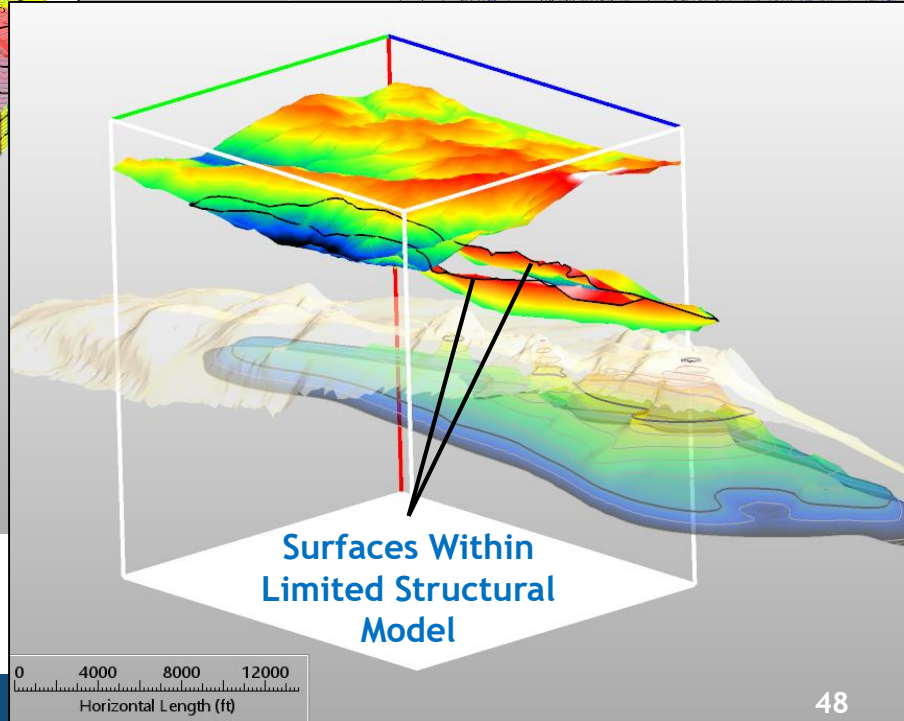 Surfaces Within
Limited Structural
Model
0 4000 8000 12000
Horizontal Length (ft)
48